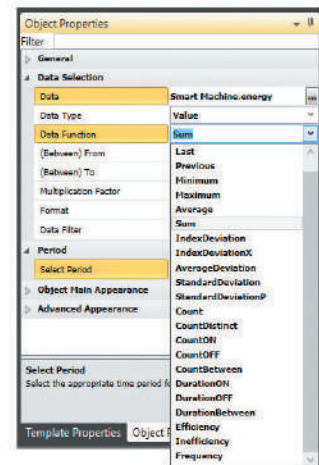 Object Properties
Filter
General
Data Selection
Data Smart Machine.energy ...
Data Type Value
Data Function Sum
(Between) From
(Between) To
Multiplication Factor
Format
Data Filter
Period
Select Period
Object Main Appearance
Advanced Appearance
Last
Previous
Minimum
Maximum
Average
Sum
IndexDeviation
IndexDeviationX
AverageDeviation
StandardDeviation
StandardDeviationP
Count
CountDistinct
CountON
CountOFF
CountBetween
DurationON
DurationOFF
DurationBetween
Efficiency
Inefficiency
Frequency
Select Period
Select the appropriate time period fo
Template Properties Object P